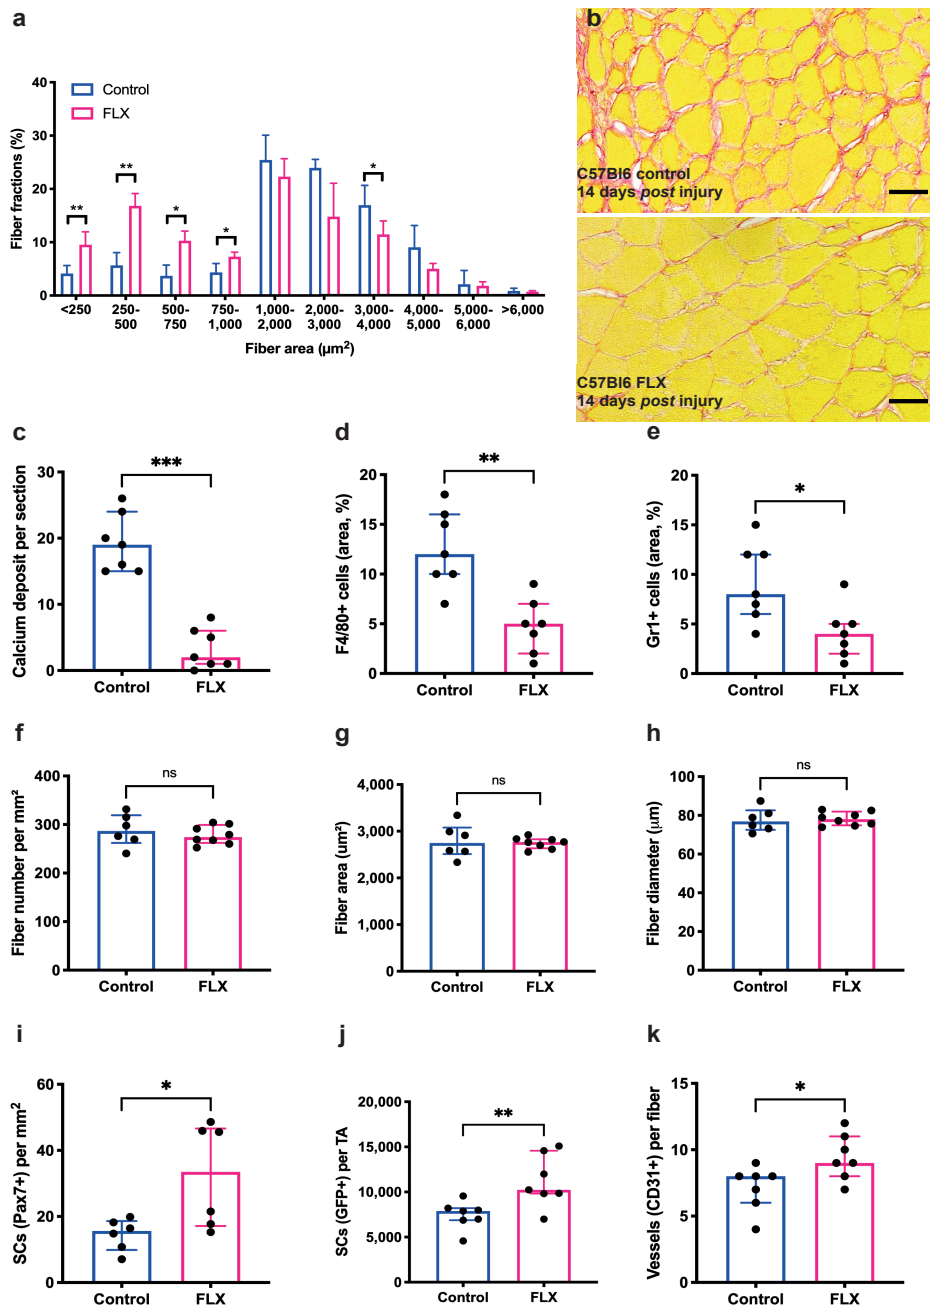 a
Fiber fractions (%)
40
30
20
10
0
Control
FLX
**
**
*
*
*
<250
250-
500
500-
750
750-
1,000
1,000-
2,000
2,000-
3,000
3,000-
4,000
4,000-
5,000
5,000-
6,000
>6,000
Fiber area (µm²)
b
C57Bl6 control
14 days post injury
C57Bl6 FLX
14 days post injury
c
Calcium deposit per section
30
20
10
0
***
Control FLX
d
F4/80+ cells (area, %)
20
15
10
5
0
**
Control FLX
e
Gr1+ cells (area, %)
20
15
10
5
0
*
Control FLX
f
Fiber number per mm²
400
300
200
100
0
ns
Control FLX
g
Fiber area (um²)
4,000
3,000
2,000
1,000
0
ns
Control FLX
h
Fiber diameter (µm)
100
80
60
40
20
0
ns
Control FLX
i
SCs (Pax7+) per mm²
60
40
20
0
*
Control FLX
j
SCs (GFP+) per TA
20,000
15,000
10,000
5,000
0
**
Control FLX
k
Vessels (CD31+) per fiber
15
10
5
0
*
Control FLX